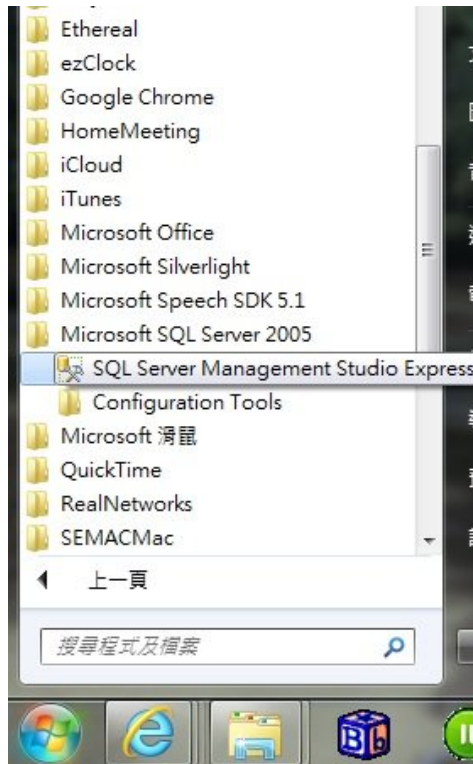 Ethereal
ezClock
Google Chrome
HomeMeeting
iCloud
iTunes
Microsoft Office
Microsoft Silverlight
Microsoft Speech SDK 5.1
Microsoft SQL Server 2005
SQL Server Management Studio Express
Configuration Tools
Microsoft 滑鼠
QuickTime
RealNetworks
SEMACMac
上一頁
搜尋程式及檔案